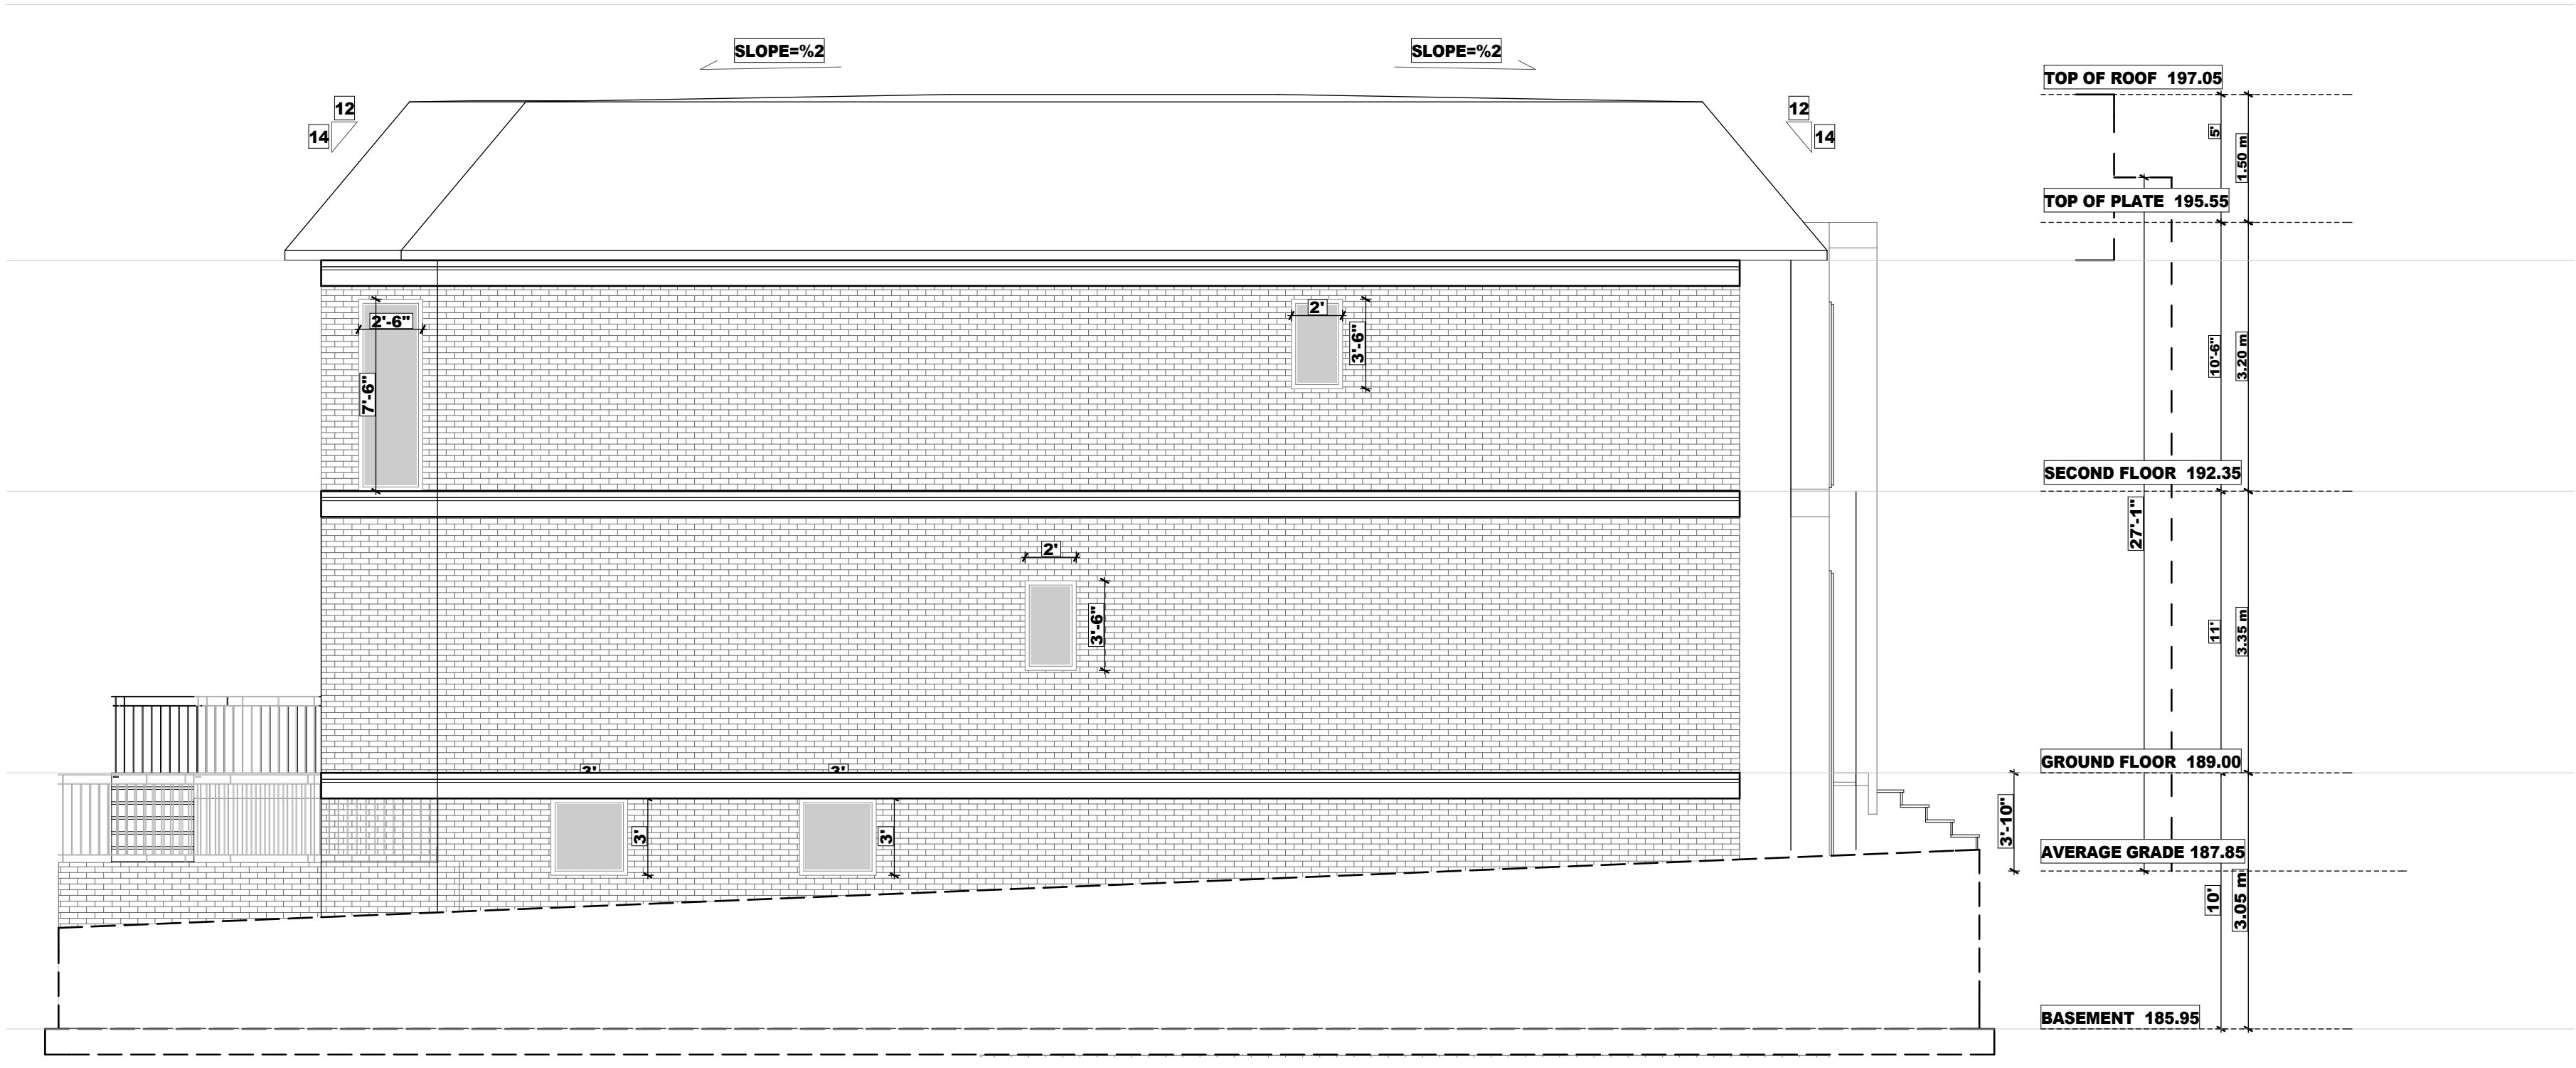 SLOPE=%2
SLOPE=%2
TOP OF ROOF 197.05
12
14
12
14
5'
1.50 m
TOP OF PLATE 195.55
2'-6"
7'-6"
2'
3'-6"
10'-6"
3.20 m
SECOND FLOOR 192.35
27'-1"
2'
3'-6"
11'
3.35 m
GROUND FLOOR 189.00
3'
3'
3'
3'
3'-10"
AVERAGE GRADE 187.85
10'
3.05 m
BASEMENT 185.95